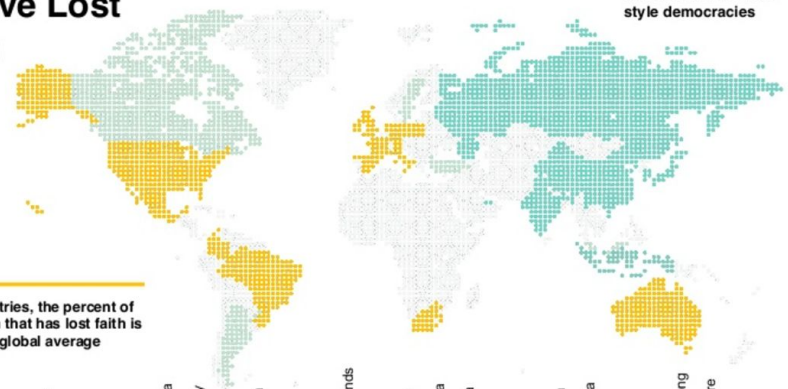 ve Lost
style democracies
tries, the percent of
that has lost faith is
global average
nds
ng
re